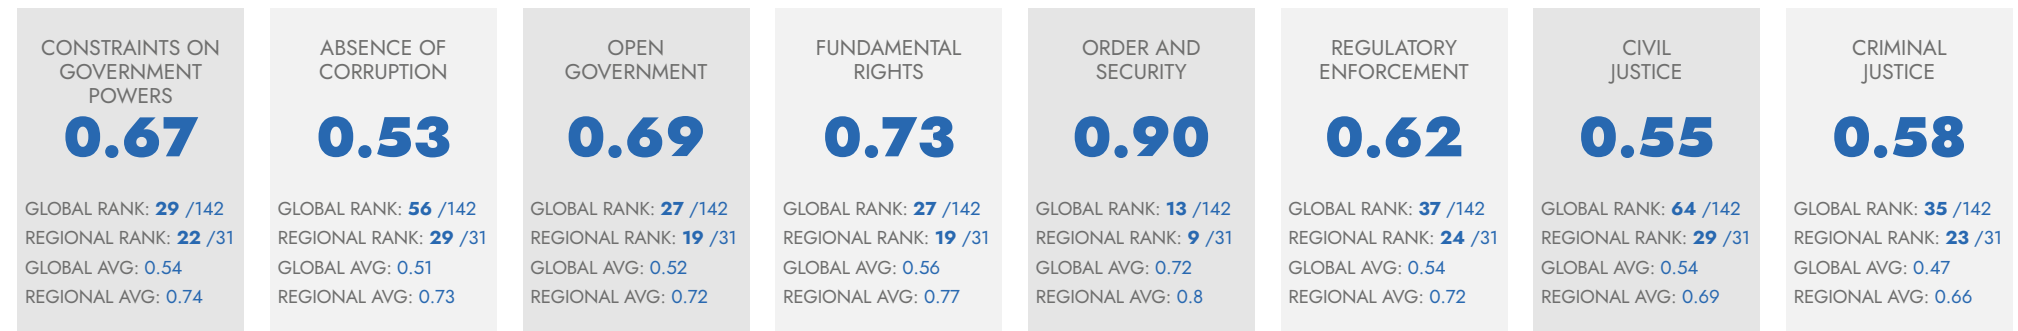 CONSTRAINTS ON
GOVERNMENT
POWERS
0.67
GLOBAL RANK: 29 /142
REGIONAL RANK: 22 /31
GLOBAL AVG: 0.54
REGIONAL AVG: 0.74
ABSENCE OF
CORRUPTION
0.53
GLOBAL RANK: 56 /142
REGIONAL RANK: 29 /31
GLOBAL AVG: 0.51
REGIONAL AVG: 0.73
OPEN
GOVERNMENT
0.69
GLOBAL RANK: 27 /142
REGIONAL RANK: 19 /31
GLOBAL AVG: 0.52
REGIONAL AVG: 0.72
FUNDAMENTAL
RIGHTS
0.73
GLOBAL RANK: 27 /142
REGIONAL RANK: 19 /31
GLOBAL AVG: 0.56
REGIONAL AVG: 0.77
ORDER AND
SECURITY
0.90
GLOBAL RANK: 13 /142
REGIONAL RANK: 9 /31
GLOBAL AVG: 0.72
REGIONAL AVG: 0.8
REGULATORY
ENFORCEMENT
0.62
GLOBAL RANK: 37 /142
REGIONAL RANK: 24 /31
GLOBAL AVG: 0.54
REGIONAL AVG: 0.72
CIVIL
JUSTICE
0.55
GLOBAL RANK: 64 /142
REGIONAL RANK: 29 /31
GLOBAL AVG: 0.54
REGIONAL AVG: 0.69
CRIMINAL
JUSTICE
0.58
GLOBAL RANK: 35 /142
REGIONAL RANK: 23 /31
GLOBAL AVG: 0.47
REGIONAL AVG: 0.66